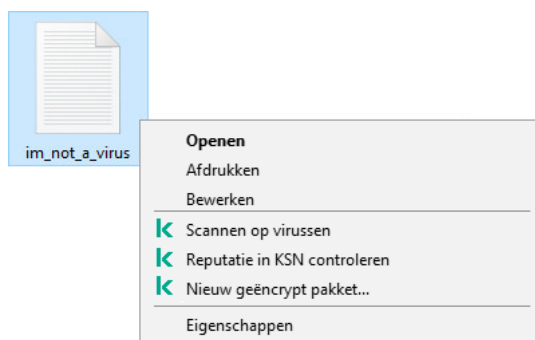 im_not_a_virus
Openen
Afdrukken
Bewerken
Scannen op virussen
Reputatie in KSN controleren
Nieuw geëncrypt pakket...
Eigenschappen